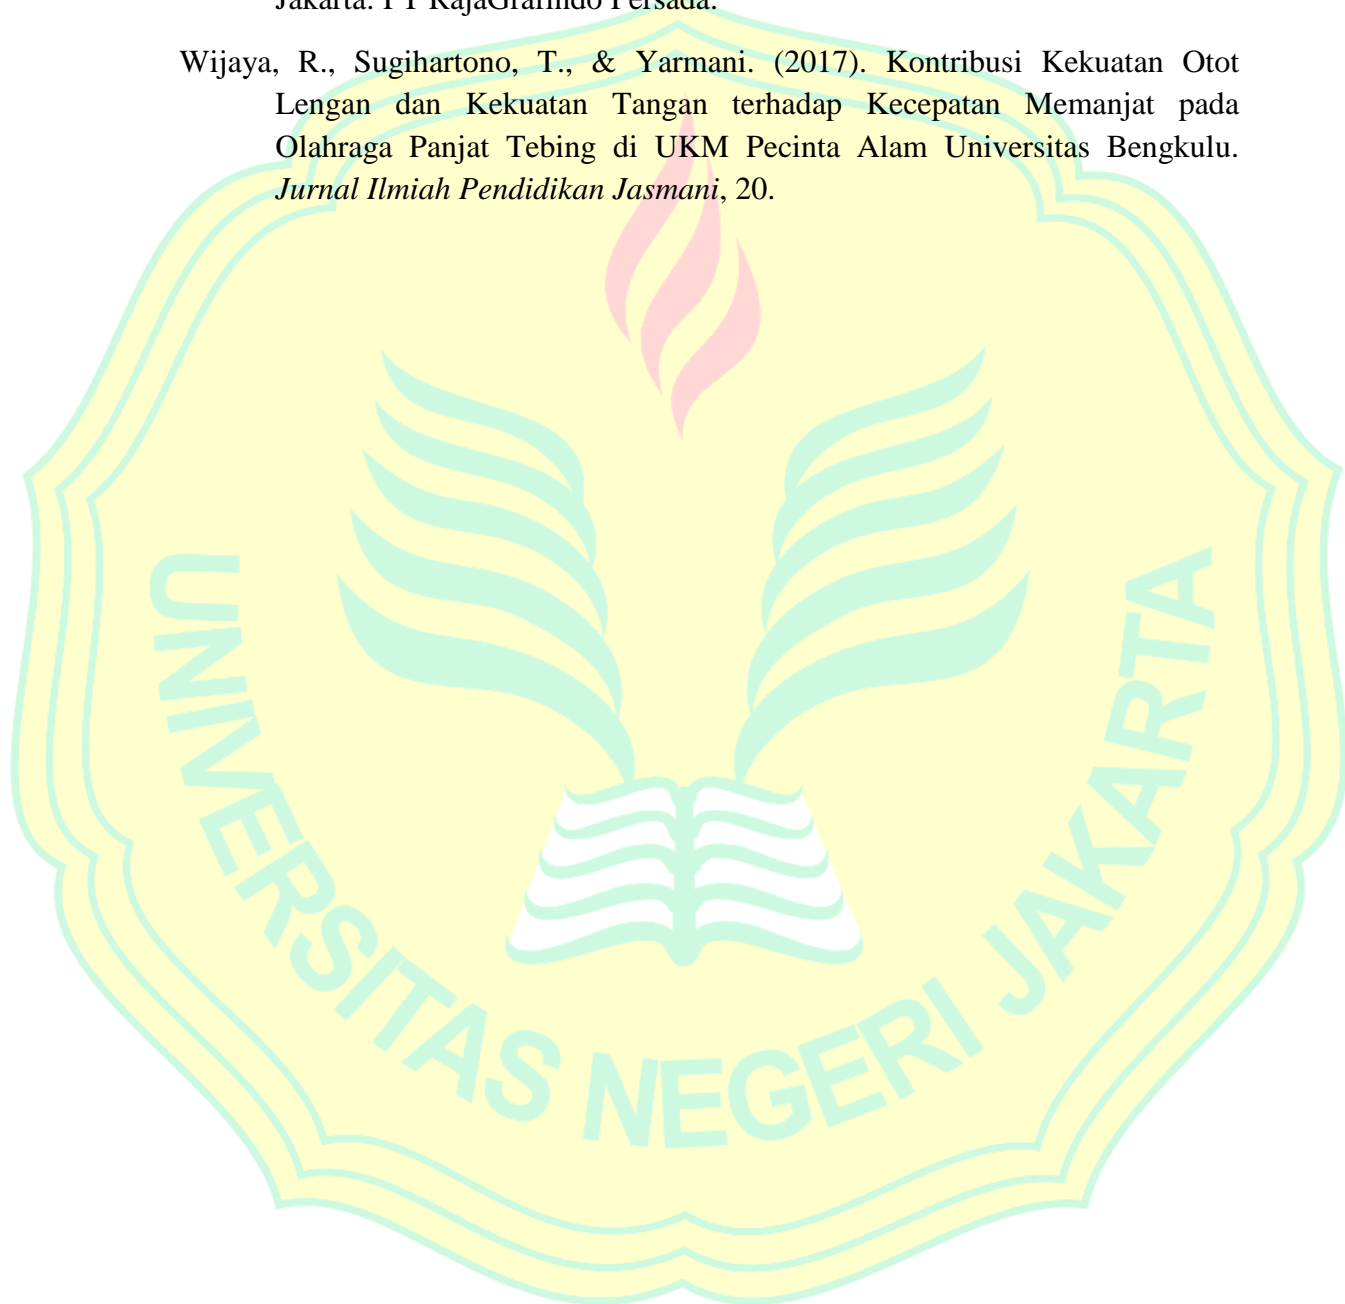 Jakarta: PT RajaGrafindo Persada.
Wijaya, R., Sugihartono, T., & Yarmani. (2017). Kontribusi Kekuatan Otot
Lengan dan Kekuatan Tangan terhadap Kecepatan Memanjat pada
Olahraga Panjat Tebing di UKM Pecinta Alam Universitas Bengkulu.
Jurnal Ilmiah Pendidikan Jasmani, 20.
UNIVERSITAS NEGERI JAKARTA